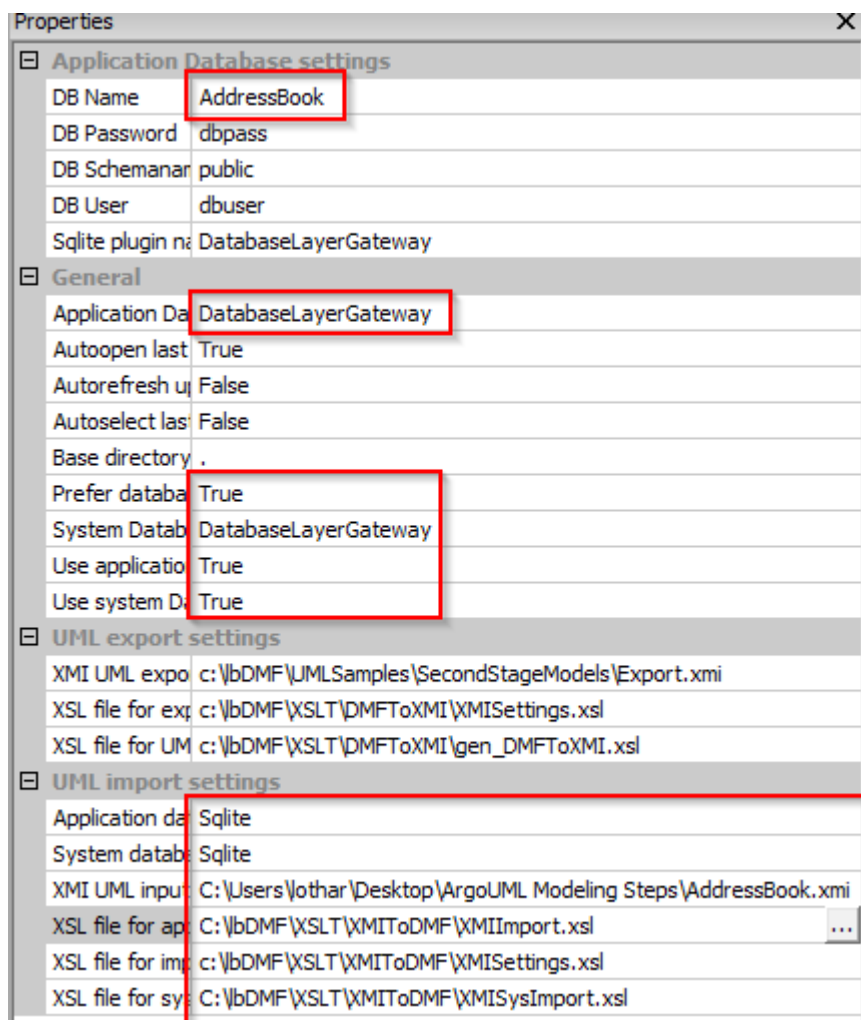 Properties
Application Database settings
DB Name AddressBook
DB Password dbpass
DB Schemanar public
DB User dbuser
Sqlite plugin na DatabaseLayerGateway
General
Application Da DatabaseLayerGateway
Autoopen last True
Autorefresh up False
Autoselect last False
Base directory .
Prefer databa True
System Datab DatabaseLayerGateway
Use applicatio True
Use system Da True
UML export settings
XMI UML expo c:\lbDMF\UMLSamples\SecondStageModels\Export.xmi
XSL file for exp c:\lbDMF\XSLT\DMFToXMI\XMISettings.xsl
XSL file for UM c:\lbDMF\XSLT\DMFToXMI\gen_DMFToXMI.xsl
UML import settings
Application dat Sqlite
System databa Sqlite
XMI UML input C:\Users\lothar\Desktop\ArgoUML Modeling Steps\AddressBook.xmi
XSL file for app C:\lbDMF\XSLT\XMIToDMF\XMIImport.xsl ...
XSL file for imp c:\lbDMF\XSLT\XMIToDMF\XMISettings.xsl
XSL file for sys C:\lbDMF\XSLT\XMIToDMF\XMISysImport.xsl